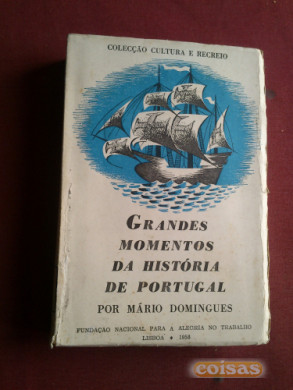 COLECÇÃO CULTURA E RECREIO
GRANDES
MOMENTOS
DA HISTÓRIA
DE PORTUGAL
POR MÁRIO DOMINGUES
FUNDAÇÃO NACIONAL PARA A ALEGRIA NO TRABALHO
LISBOA •
coisas